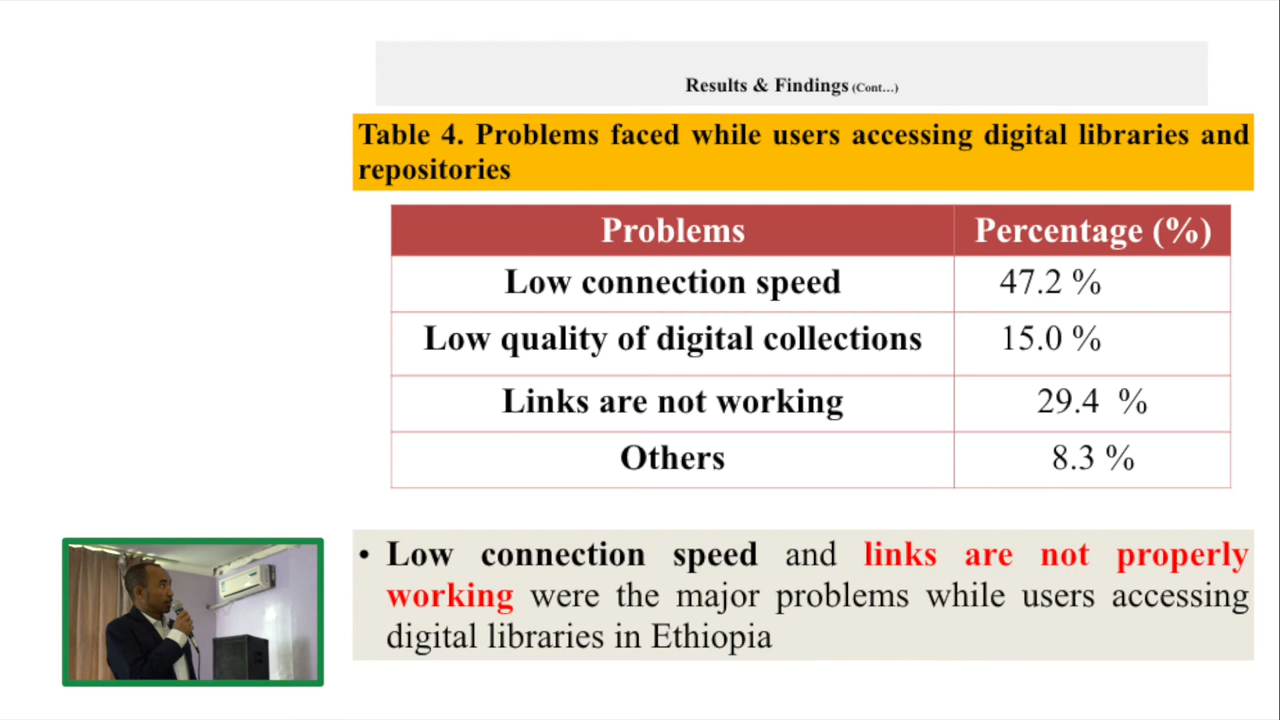 Results & Findings (Cont...)
Table 4. Problems faced while users accessing digital libraries and
repositories
Problems Percentage (%)
Low connection speed 47.2 %
Low quality of digital collections 15.0 %
Links are not working 29.4 %
Others 8.3 %
• Low connection speed and links are not properly
working were the major problems while users accessing
digital libraries in Ethiopia